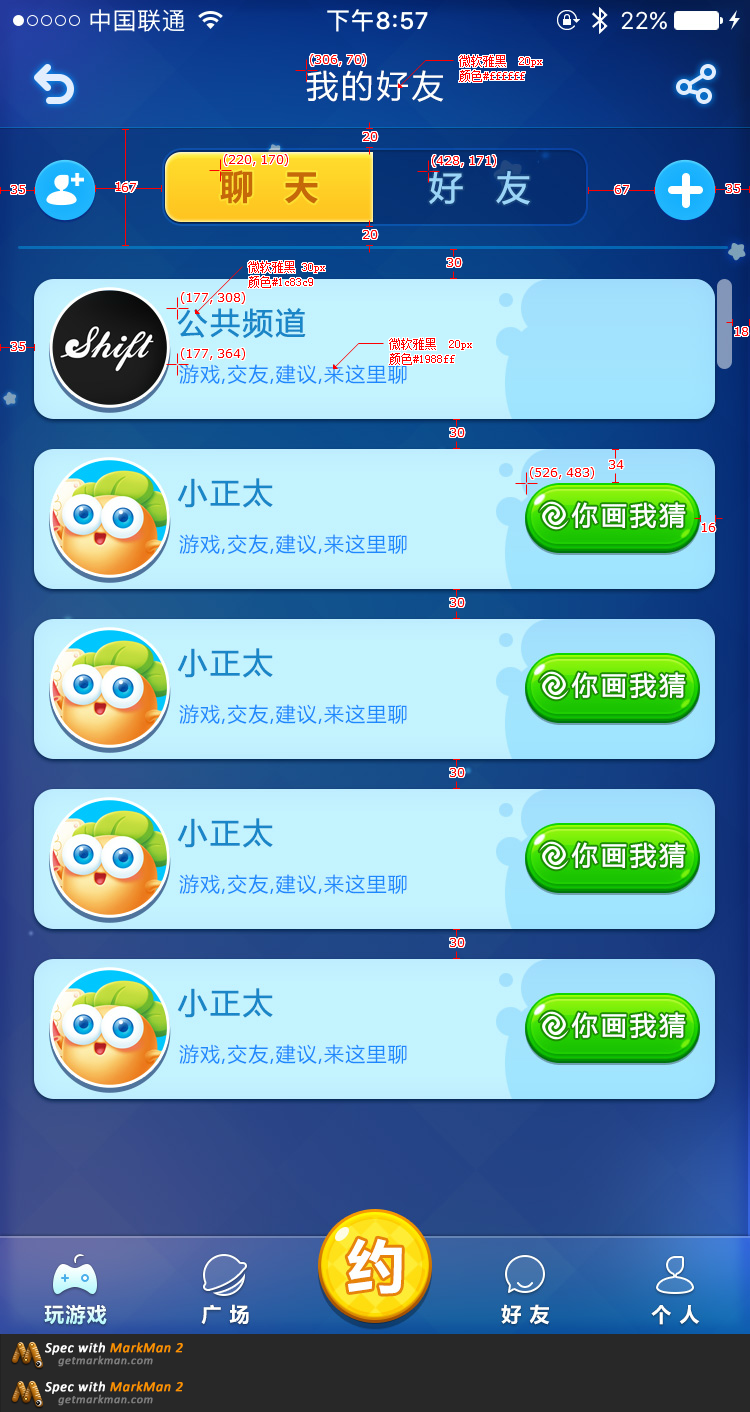 中国联通 下午8:57 22%
(306, 70)
我的好友
微软雅黑 20px
颜色#ffffff
20
(220, 170) (428, 171)
35 167 聊 天 好 友 67 35
20
30
微软雅黑 30px
颜色#1c83c9
(177, 308)
Shift 公共频道
18
35 (177, 364)
微软雅黑 20px
颜色#1988ff
游戏,交友,建议,来这里聊
30
34
(526, 483)
小正太
你画我猜
16
游戏,交友,建议,来这里聊
30
小正太
你画我猜
游戏,交友,建议,来这里聊
30
小正太
你画我猜
游戏,交友,建议,来这里聊
30
小正太
你画我猜
游戏,交友,建议,来这里聊
约
玩游戏 广 场 好 友 个 人
Spec with MarkMan 2
getmarkman.com
Spec with MarkMan 2
getmarkman.com